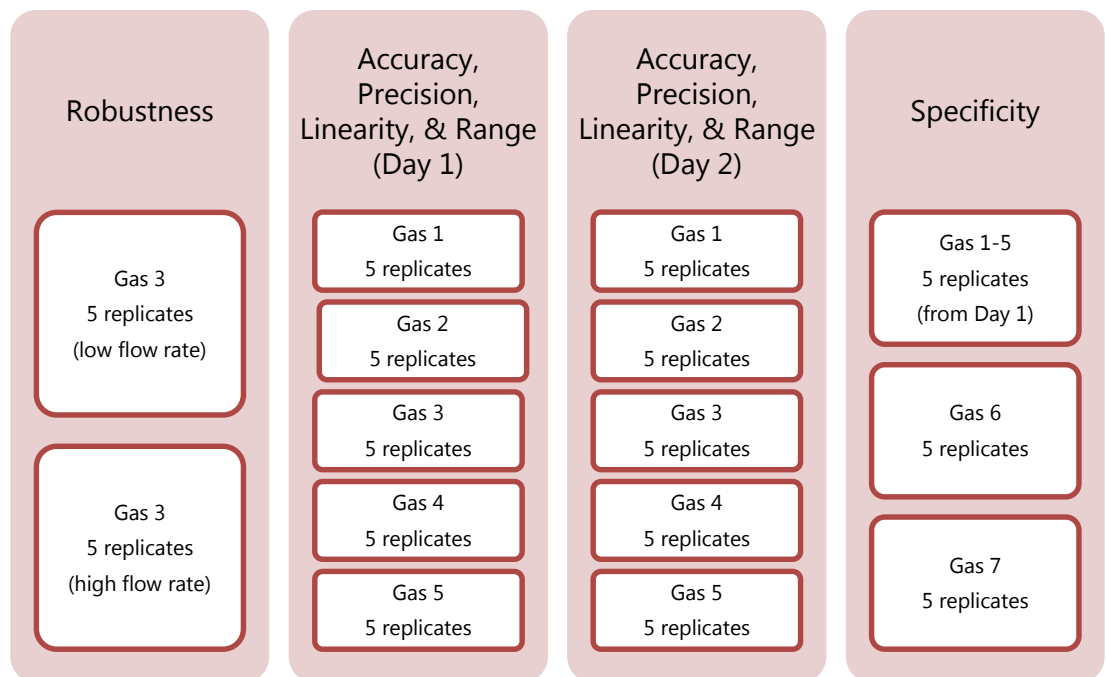 Robustness
Gas 3
5 replicates
(low flow rate)
Gas 3
5 replicates
(high flow rate)
Accuracy,
Precision,
Linearity, & Range
(Day 1)
Gas 1
5 replicates
Gas 2
5 replicates
Gas 3
5 replicates
Gas 4
5 replicates
Gas 5
5 replicates
Accuracy,
Precision,
Linearity, & Range
(Day 2)
Gas 1
5 replicates
Gas 2
5 replicates
Gas 3
5 replicates
Gas 4
5 replicates
Gas 5
5 replicates
Specificity
Gas 1-5
5 replicates
(from Day 1)
Gas 6
5 replicates
Gas 7
5 replicates